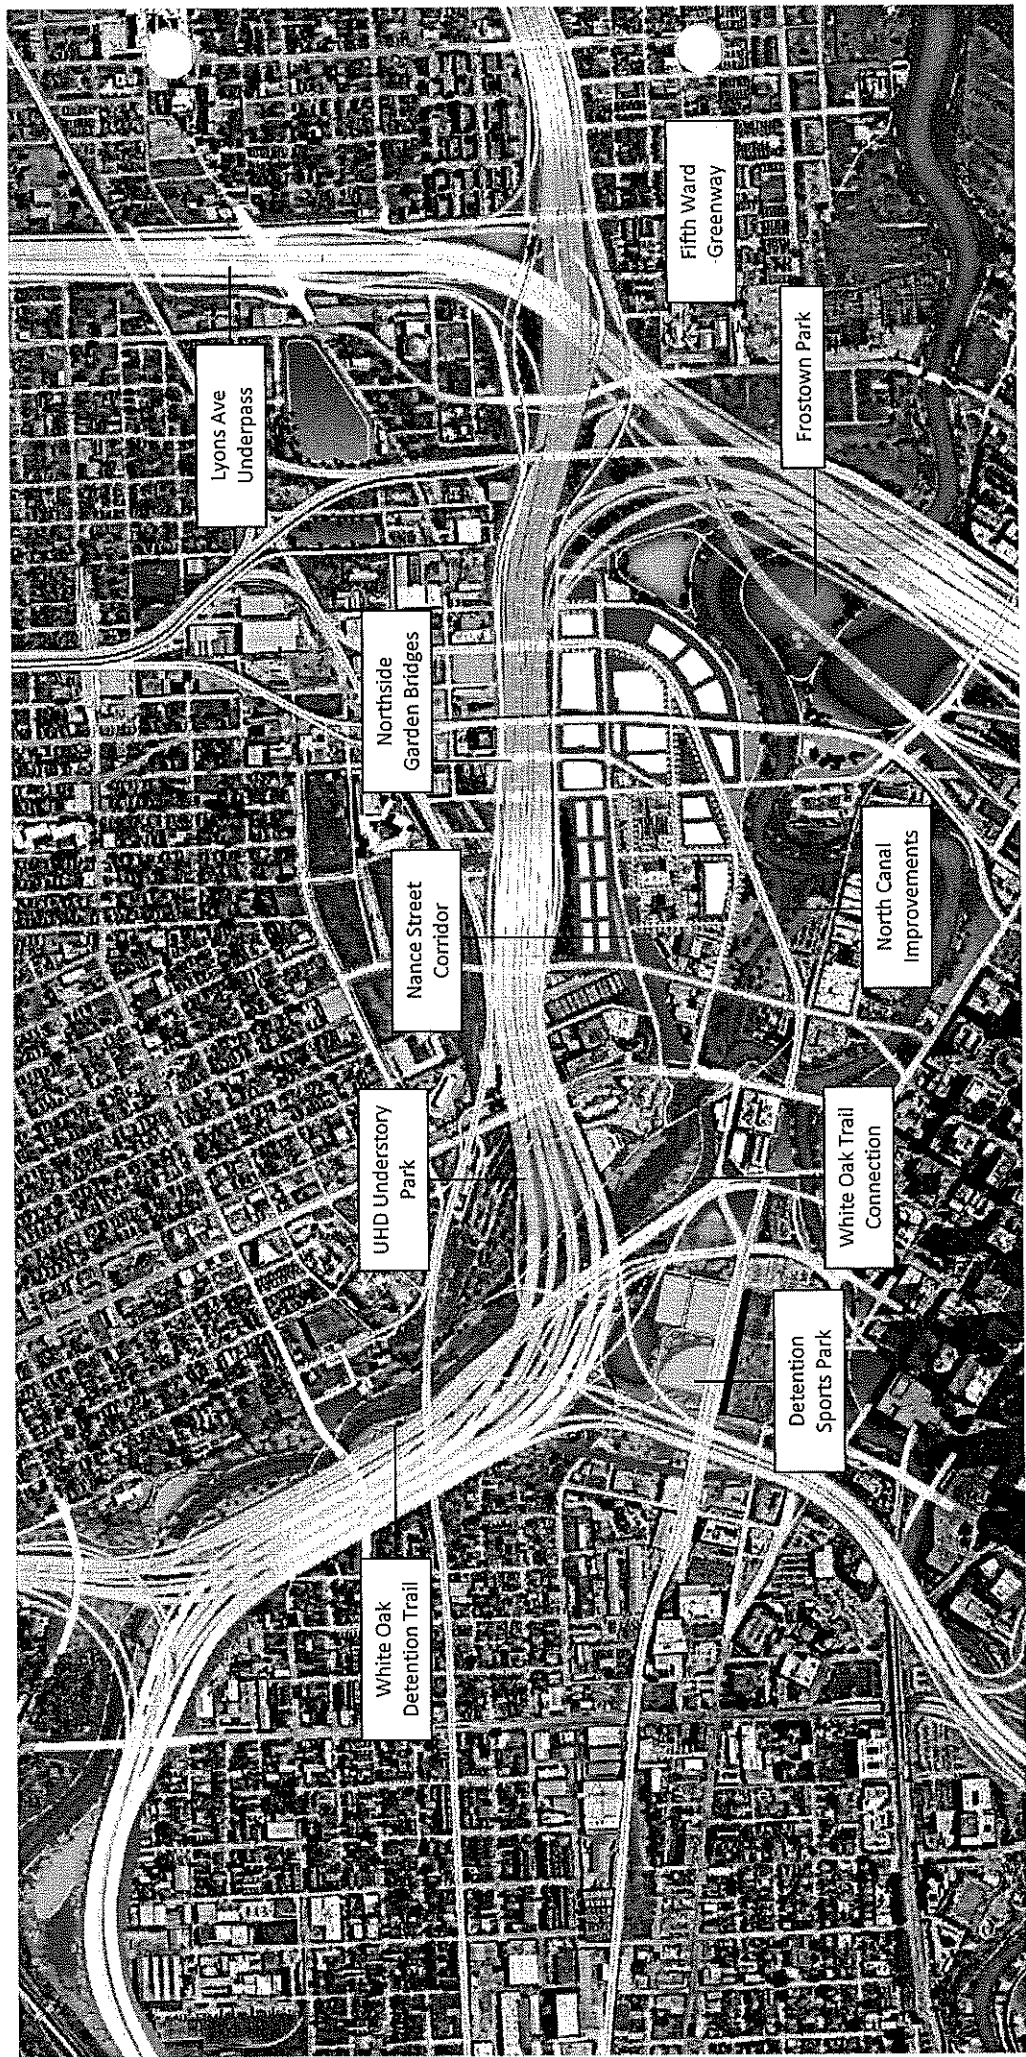 White Oak
Detention Trail
UHD Understory
Park
Nance Street
Corridor
Northside
Garden Bridges
Lyons Ave
Underpass
Detention
Sports Park
White Oak Trail
Connection
North Canal
Improvements
Frostown Park
Fifth Ward
Greenway